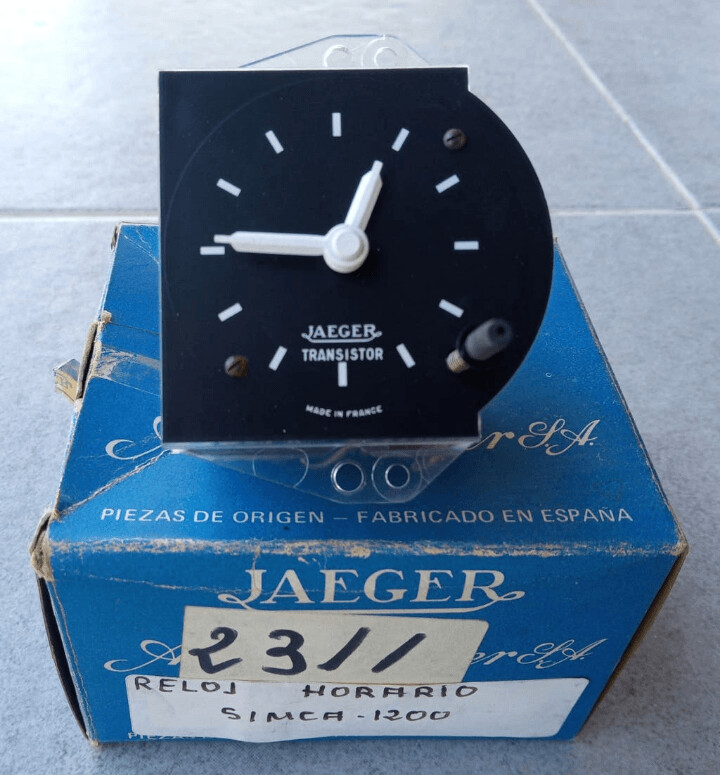 JAEGER
TRANSISTOR
MADE IN FRANCE
PIEZAS DE ORIGEN – FABRICADO EN ESPAÑA
JAEGER
2311
RELOJ HORARIO
SIMCA-1200